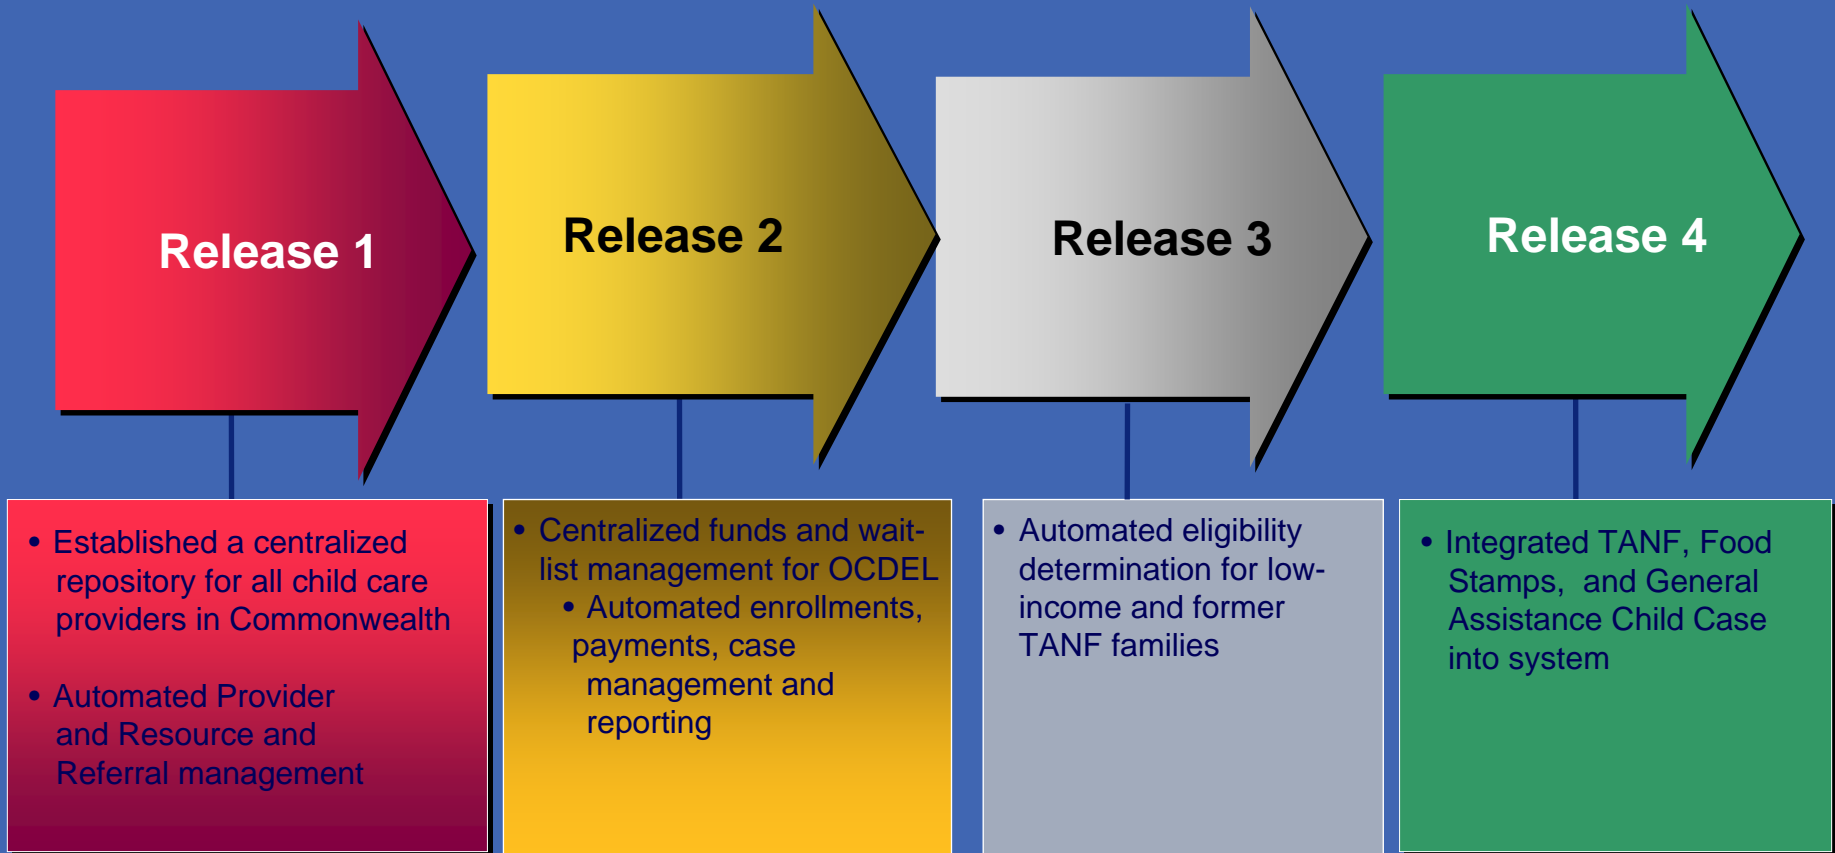 Release 1
Release 2
Release 3
Release 4
• Established a centralized
repository for all child care
providers in Commonwealth
• Automated Provider
and Resource and
Referral management
• Centralized funds and wait-
list management for OCDEL
• Automated enrollments,
payments, case
management and
reporting
• Automated eligibility
determination for low-
income and former
TANF families
• Integrated TANF, Food
Stamps, and General
Assistance Child Case
into system